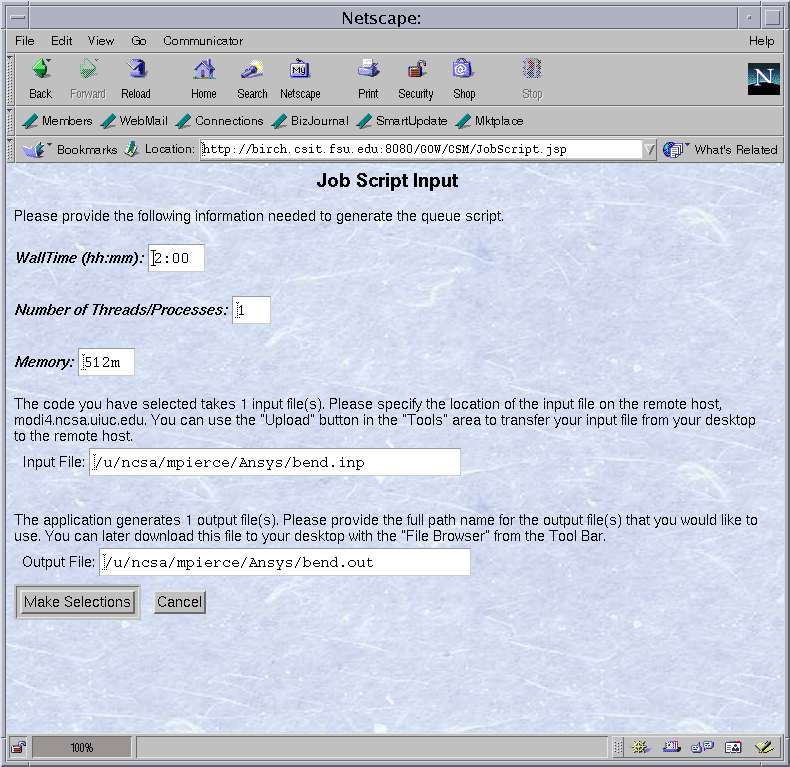 Netscape:
File Edit View Go Communicator Help
Back Forward Reload Home Search Netscape Print Security Shop Stop
My
N
Members WebMail Connections BizJournal SmartUpdate Mktplace
Bookmarks Location: http://birch.csit.fsu.edu:8080/GOW/CSM/JobScript.jsp What's Related
Job Script Input
Please provide the following information needed to generate the queue script.
WallTime (hh:mm): 2:00
Number of Threads/Processes: 1
Memory: 512m
The code you have selected takes 1 input file(s). Please specify the location of the input file on the remote host,
modi4.ncsa.uiuc.edu. You can use the "Upload" button in the "Tools" area to transfer your input file from your desktop
to the remote host.
Input File: /u/ncsa/mpierce/Ansys/bend.inp
The application generates 1 output file(s). Please provide the full path name for the output file(s) that you would like to
use. You can later download this file to your desktop with the "File Browser" from the Tool Bar.
Output File: /u/ncsa/mpierce/Ansys/bend.out
Make Selections Cancel
100%